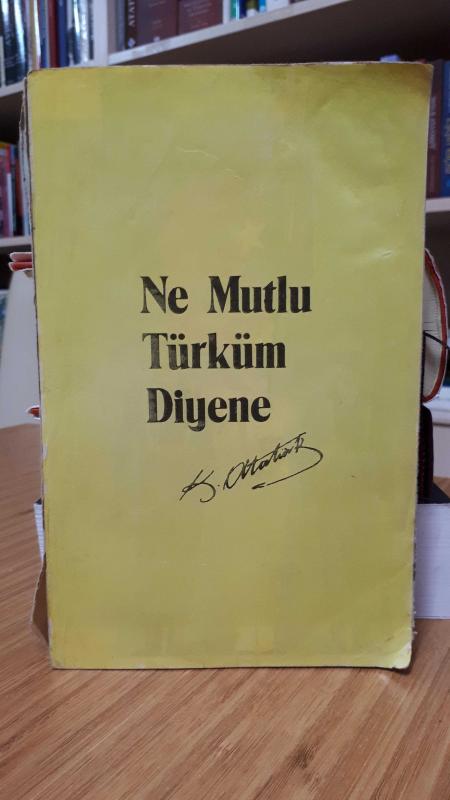 Ne Mutlu
Türküm
Diyene
K. Atatürk